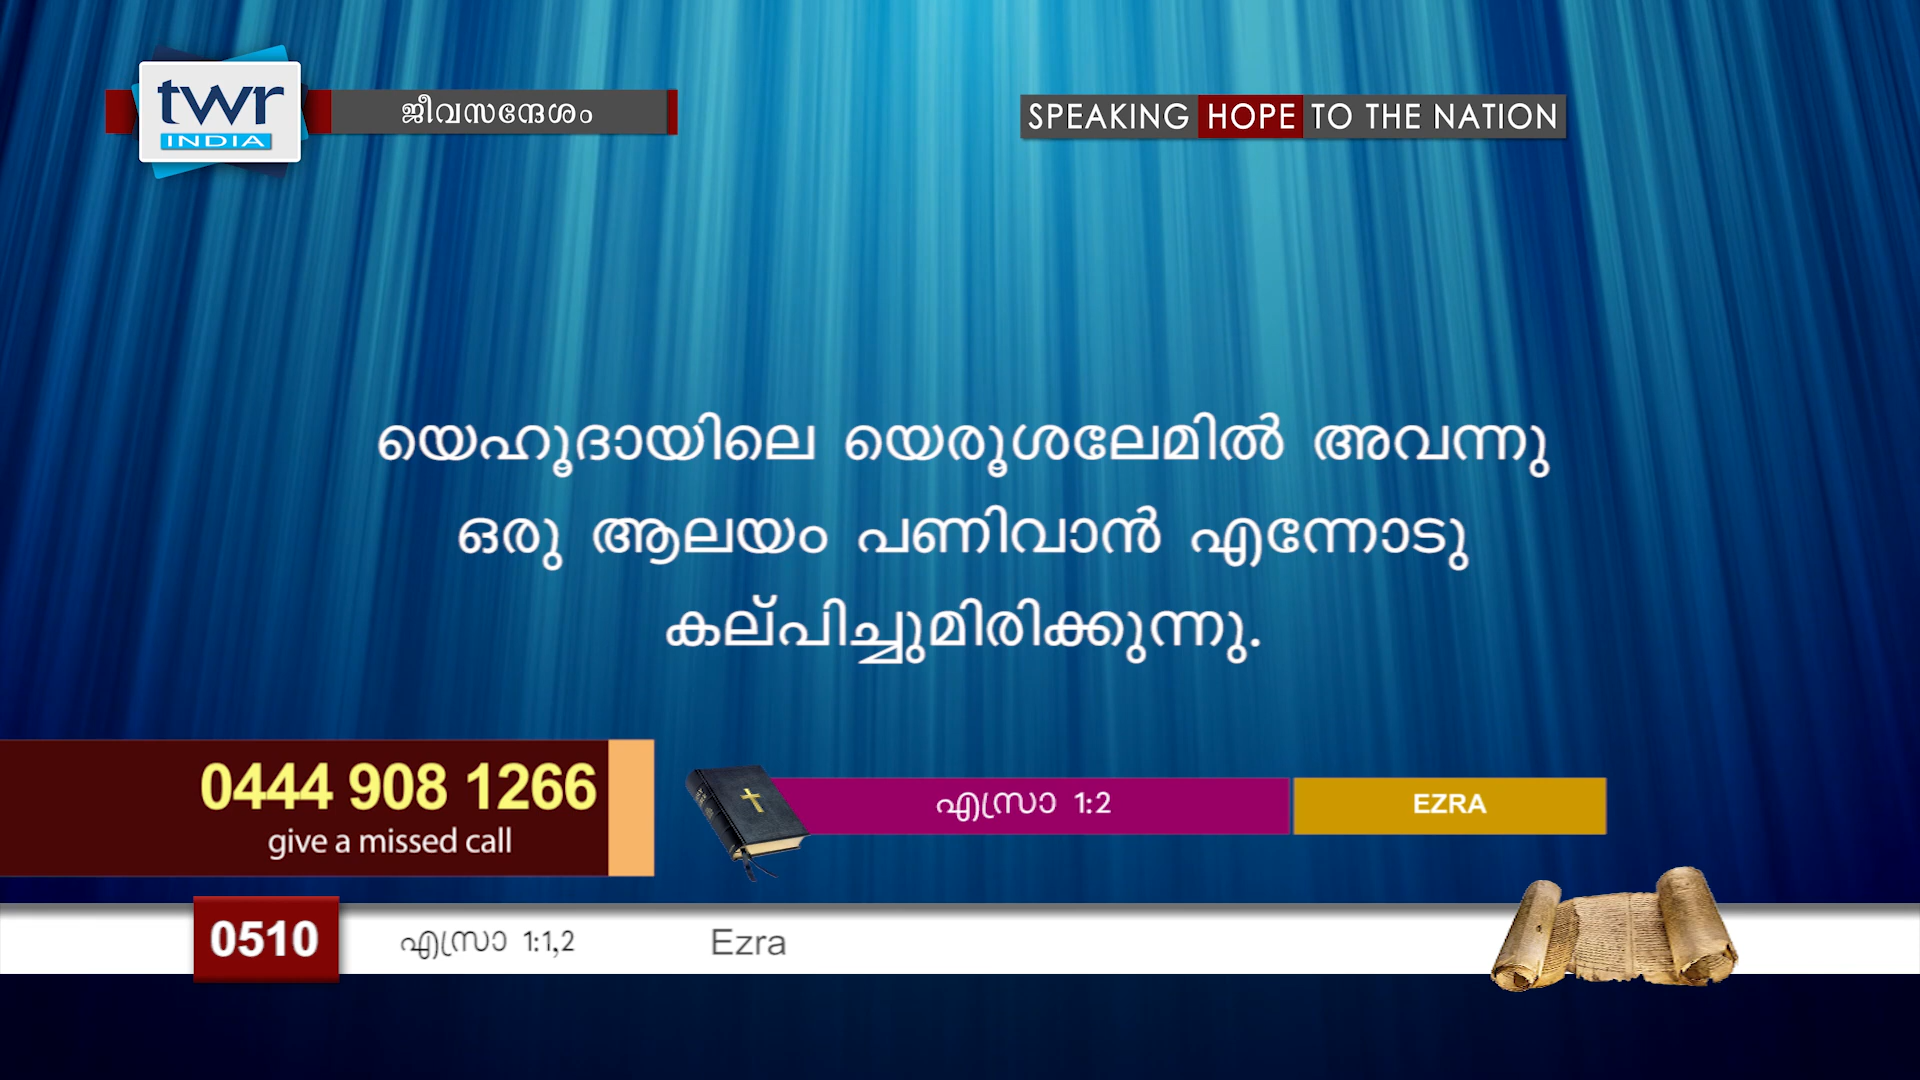 twr
INDIA
ജീവസന്ദേശം
SPEAKING HOPE TO THE NATION
യെഹൂദായിലെ യെരൂശലേമിൽ അവന്നു
ഒരു ആലയം പണിവാൻ എന്നോടു
കല്പിച്ചുമിരിക്കുന്നു.
0444 908 1266
give a missed call
എസ്രാ 1:2
EZRA
0510
എസ്രാ 1:1,2
Ezra